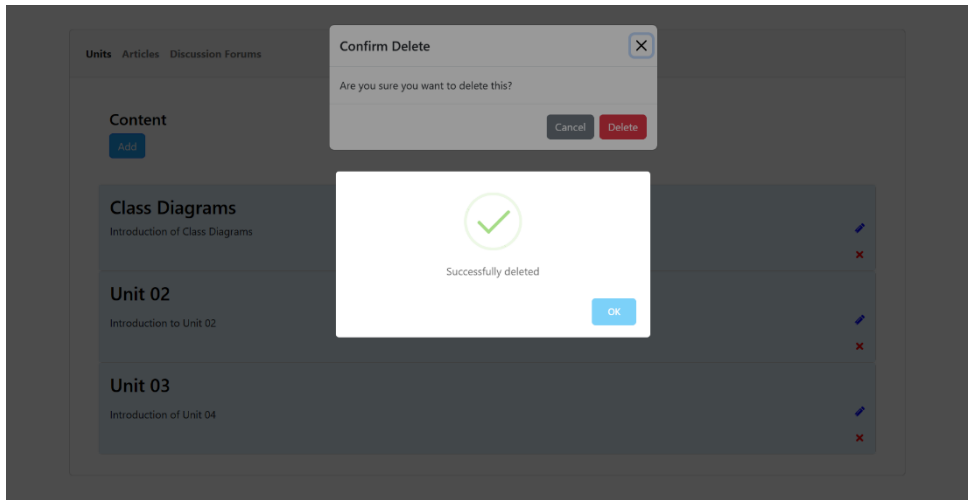 Confirm Delete
Units Articles Discussion Forums
Are you sure you want to delete this?
Cancel Delete
Content
Add
Class Diagrams
Introduction of Class Diagrams
Successfully deleted
OK
Unit 02
Introduction to Unit 02
Unit 03
Introduction of Unit 04